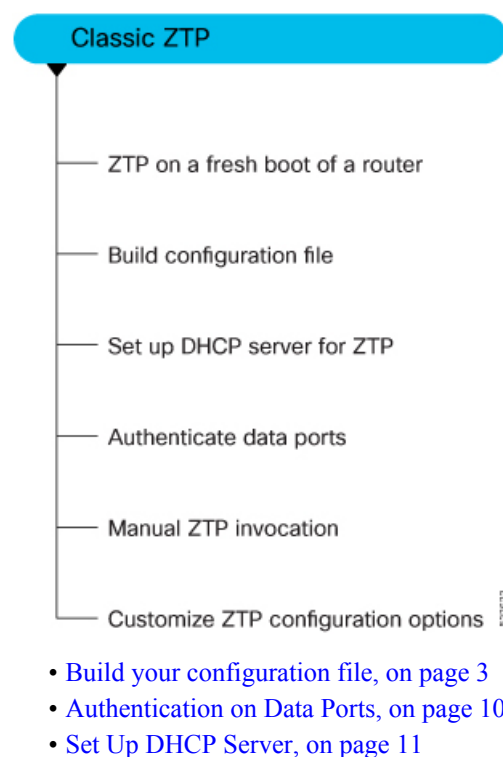 Classic ZTP
ZTP on a fresh boot of a router
Build configuration file
Set up DHCP server for ZTP
Authenticate data ports
Manual ZTP invocation
Customize ZTP configuration options
• Build your configuration file, on page 3
• Authentication on Data Ports, on page 10
• Set Up DHCP Server, on page 11